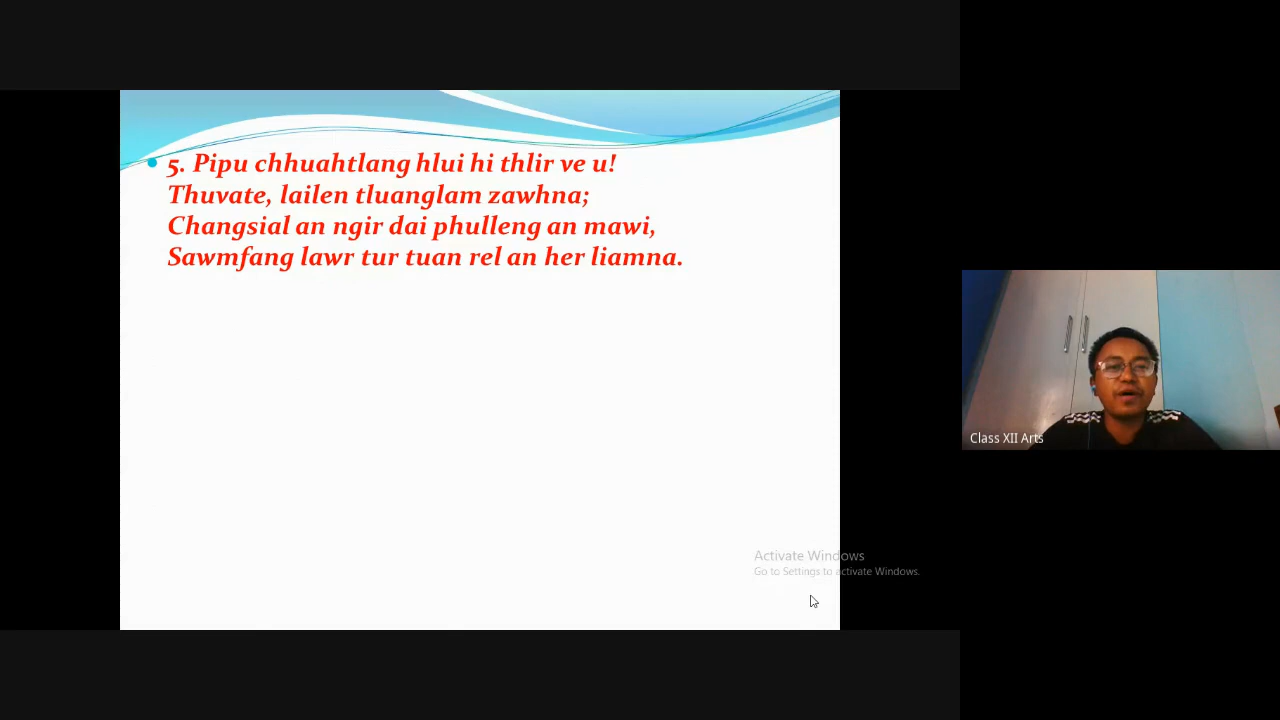 5. Pipu chhuahtlang hlui hi thlir ve u!
Thuvate, lailen tluanglam zawhna;
Changsial an ngir dai phulleng an mawi,
Sawmfang lawr tur tuan rel an her liamna.
Class XII Arts
Activate Windows
Go to Settings to activate Windows.